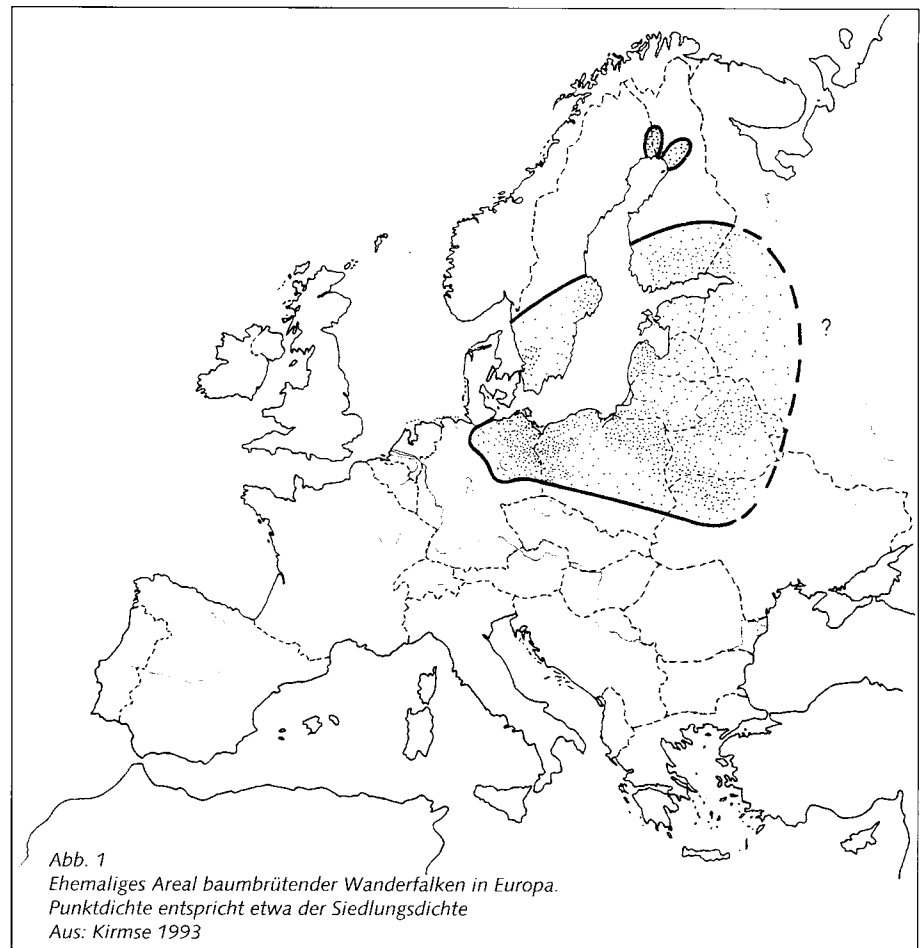 ?
Abb. 1
Ehemaliges Areal baumbrütender Wanderfalken in Europa.
Punktdichte entspricht etwa der Siedlungsdichte
Aus: Kirmse 1993